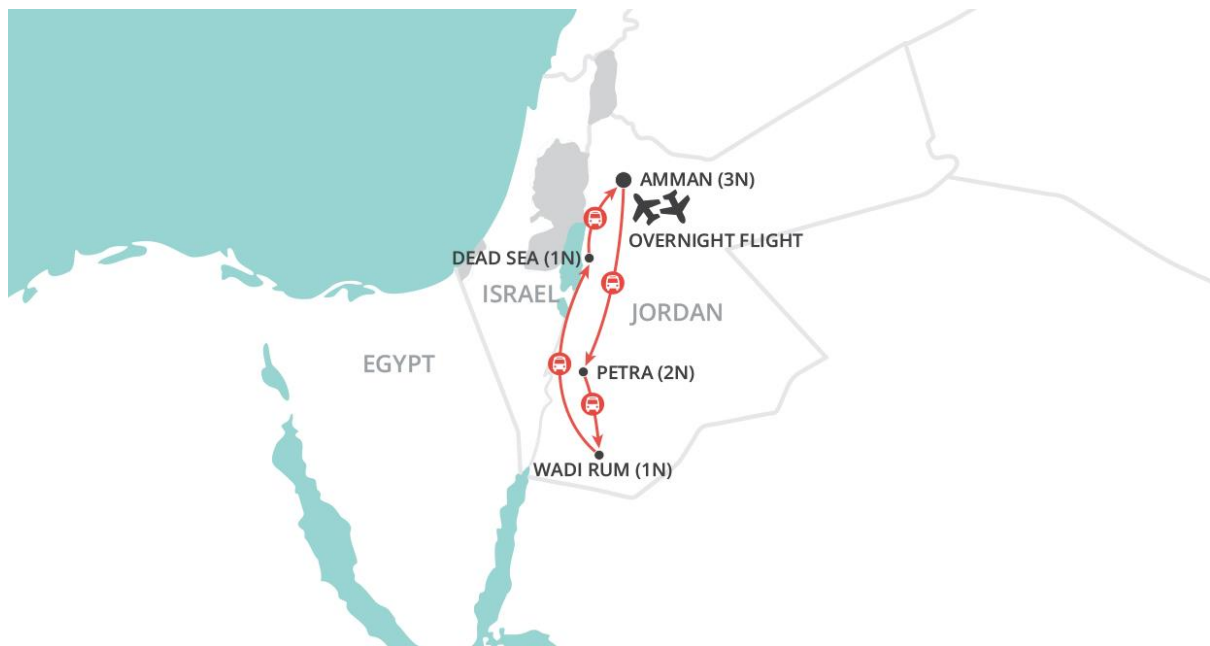 AMMAN (3N)
OVERNIGHT FLIGHT
DEAD SEA (1N)
ISRAEL
JORDAN
EGYPT
PETRA (2N)
WADI RUM (1N)